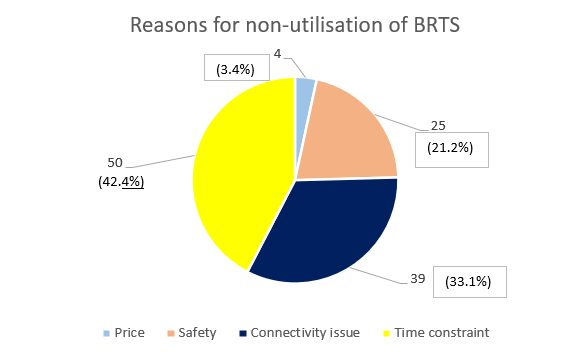 Reasons for non-utilisation of BRTS
4
(3.4%)
25
(21.2%)
50
(42.4%)
39
(33.1%)
Price
Safety
Connectivity issue
Time constraint